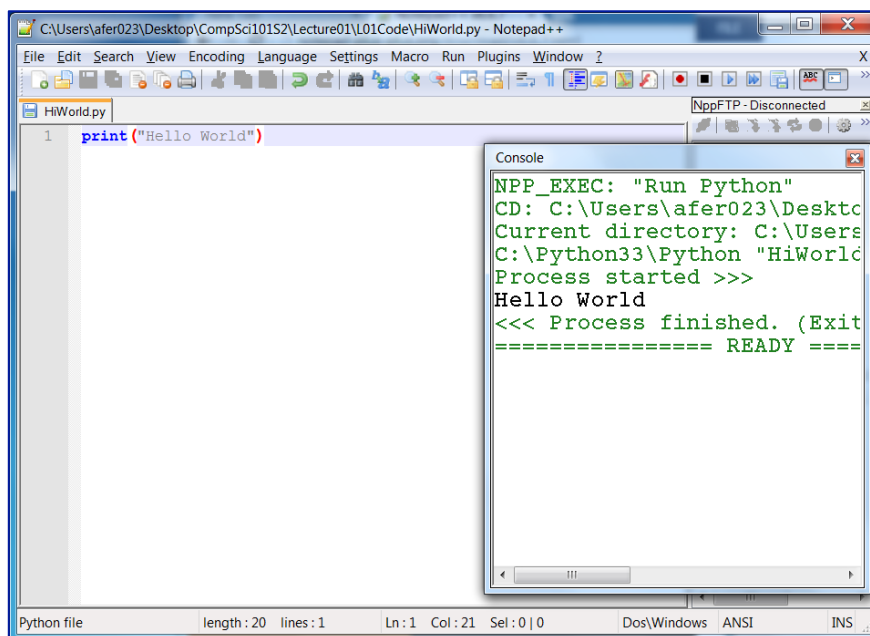 C:\Users\afer023\Desktop\CompSci101S2\Lecture01\L01Code\HiWorld.py - Notepad++
File Edit Search View Encoding Language Settings Macro Run Plugins Window ? X
ABC
HiWorld.py
NppFTP - Disconnected
1 print("Hello World")
Console
NPP_EXEC: "Run Python"
CD: C:\Users\afer023\Deskto
Current directory: C:\Users
C:\Python33\Python "HiWorld
Process started >>>
Hello World
<<< Process finished. (Exit
================ READY ====
Python file length : 20 lines : 1 Ln : 1 Col : 21 Sel : 0 | 0 Dos\Windows ANSI INS